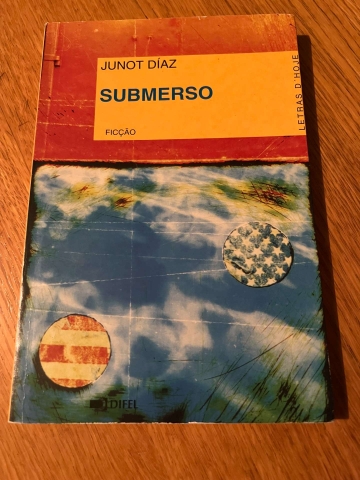 JUNOT DÍAZ
SUBMERSO
FICÇÃO
LETRAS D'HOJE
DIFEL